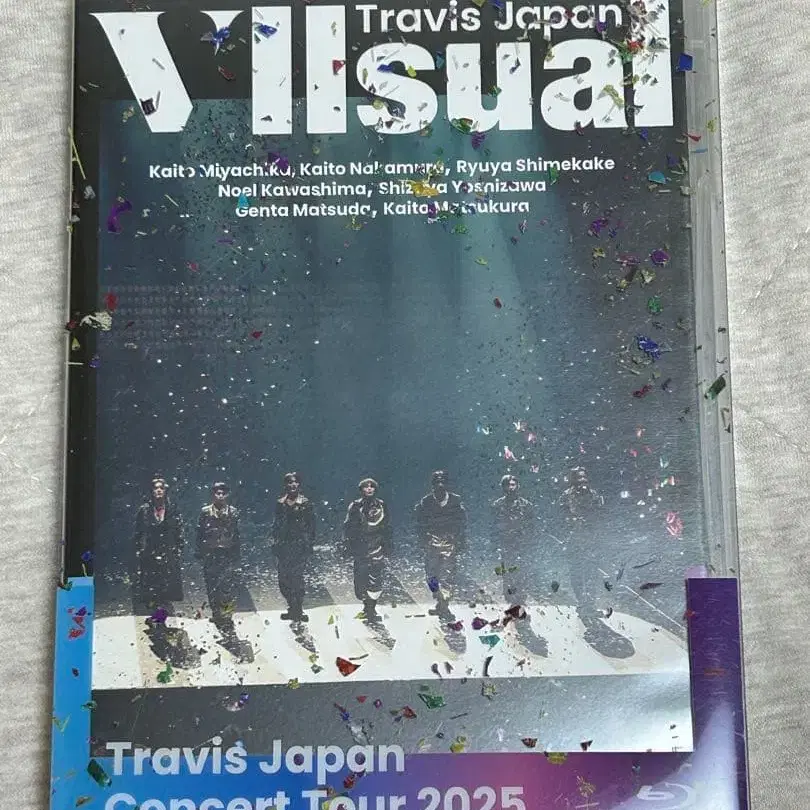 Travis Japan
VIIsual
Kaito Miyachika, Kaito Nakamura, Ryuya Shimekake
Noel Kawashima, Shizuya Yoshizawa
Genta Matsuda, Kaito Matsukura
Travis Japan
Concert Tour 2025